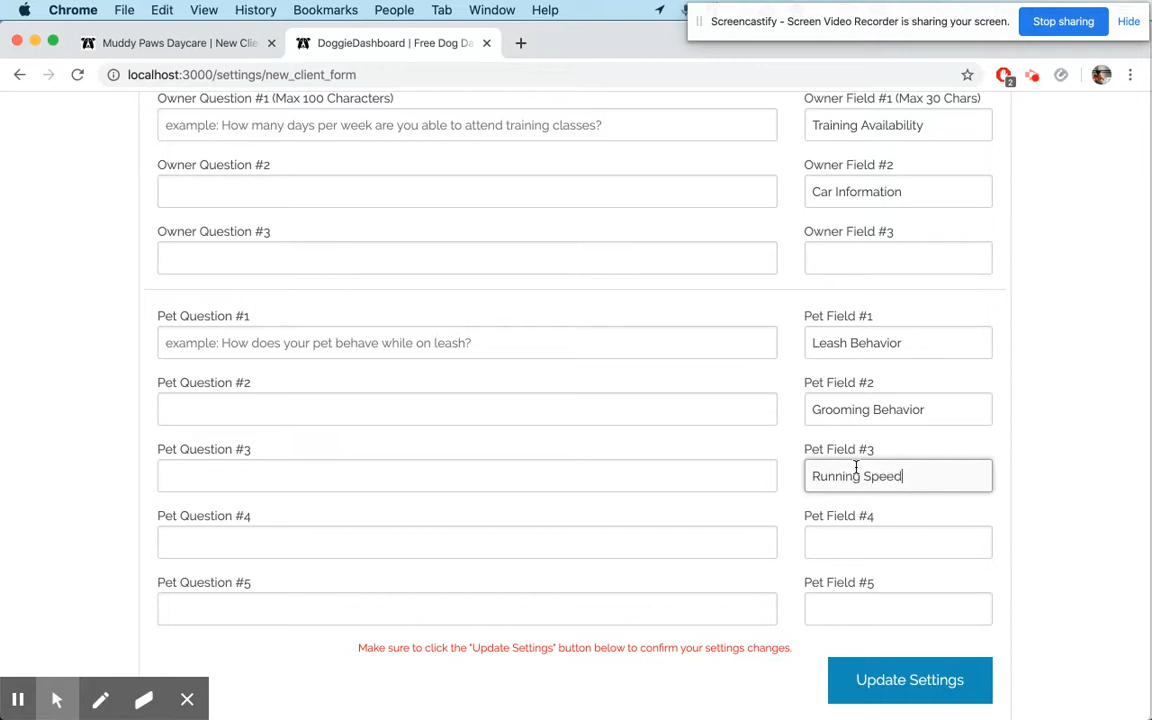 Chrome File Edit View History Bookmarks People Tab Window Help
Screencastify - Screen Video Recorder is sharing your screen. Stop sharing Hide
Muddy Paws Daycare | New Clie
DoggieDashboard | Free Dog Da
localhost:3000/settings/new_client_form
2
Owner Question #1 (Max 100 Characters) Owner Field #1 (Max 30 Chars)
example: How many days per week are you able to attend training classes? Training Availability
Owner Question #2 Owner Field #2
Car Information
Owner Question #3 Owner Field #3
Pet Question #1 Pet Field #1
example: How does your pet behave while on leash? Leash Behavior
Pet Question #2 Pet Field #2
Grooming Behavior
Pet Question #3 Pet Field #3
Running Speed
Pet Question #4 Pet Field #4
Pet Question #5 Pet Field #5
Make sure to click the "Update Settings" button below to confirm your settings changes.
Update Settings